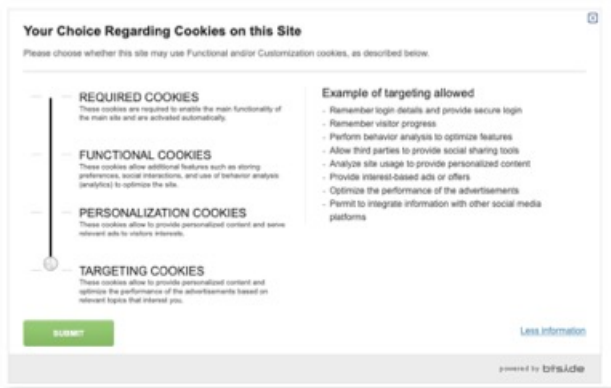 Your Choice Regarding Cookies on this Site
Please choose whether this site may use Functional and/or Customization cookies, as described below.
REQUIRED COOKIES
These cookies are required to enable the main functionality of
the main site and are activated automatically.
FUNCTIONAL COOKIES
These cookies allow additional features such as storing
preferences, social interactions, and use of behavior analysis
(analytics) to optimize the site.
PERSONALIZATION COOKIES
These cookies allow to provide personalized content and serve
relevant ads to visitors interests.
TARGETING COOKIES
These cookies allow to provide personalized content and
optimize the performance of the advertisements based on
relevant topics that interest you.
Example of targeting allowed
- Remember login details and provide secure login
- Remember visitor progress
- Perform behavior analysis to optimize features
- Allow third parties to provide social sharing tools
- Analyze site usage to provide personalized content
- Provide interest-based ads or offers
- Optimize the performance of the advertisements
- Permit to integrate information with other social media
platforms
SUBMIT
Less information
powered by